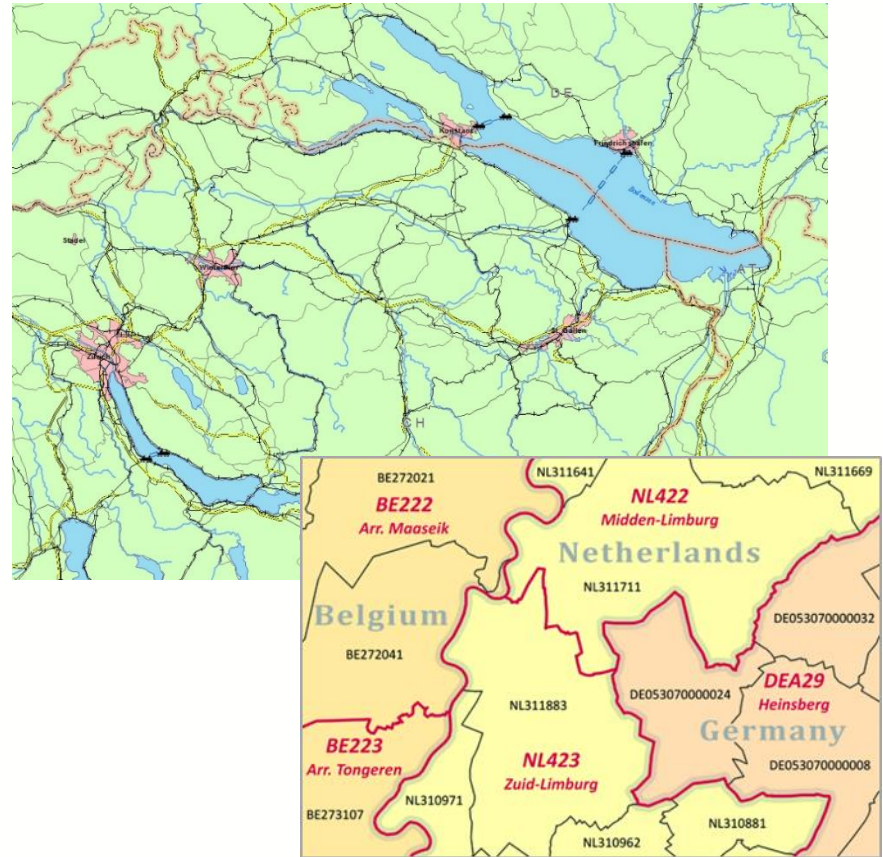 DE
Konstanz
Friedrichshafen
Stadel
AT
Winterthur
St. Gallen
Zürich
CH
BE272021
NL311641
NL311669
BE222
NL422
Arr. Maaseik
Midden-Limburg
Netherlands
NL311711
Belgium
DE053070000032
BE272041
DE053070000024
DEA29
Heinsberg
NL311883
Germany
BE223
NL423
Arr. Tongeren
Zuid-Limburg
DE053070000008
NL310971
BE273107
NL310881
NL310962